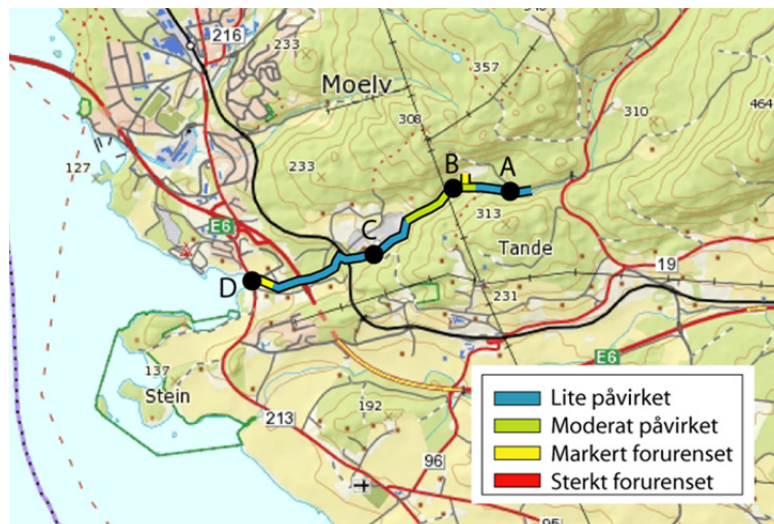 216
233
Moelv
357
310
464
308
127
233
B
A
313
E6
C
Tande
19
D
231
137
E6
Stein
192
213
96
95
Lite påvirket
Moderat påvirket
Markert forurenset
Sterkt forurenset